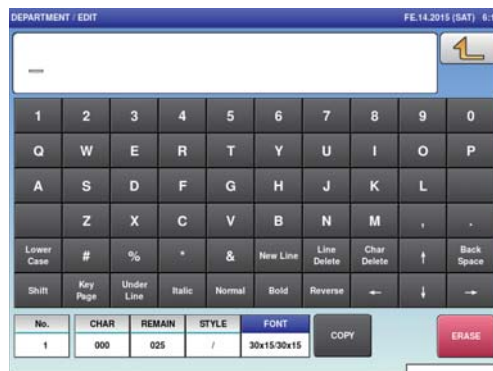 DEPARTMENT / EDIT FE.14.2015 (SAT)
1 2 3 4 5 6 7 8 9 0
Q W E R T Y U I O P
A S D F G H J K L
Z X C V B N M , .
Lower Case # % * & New Line Line Delete Char Delete ↑ Back Space
Shift Key Page Under Line Italic Normal Bold Reverse ← ↓ →
No. CHAR REMAIN STYLE FONT COPY ERASE
1 000 025 / 30x15/30x15